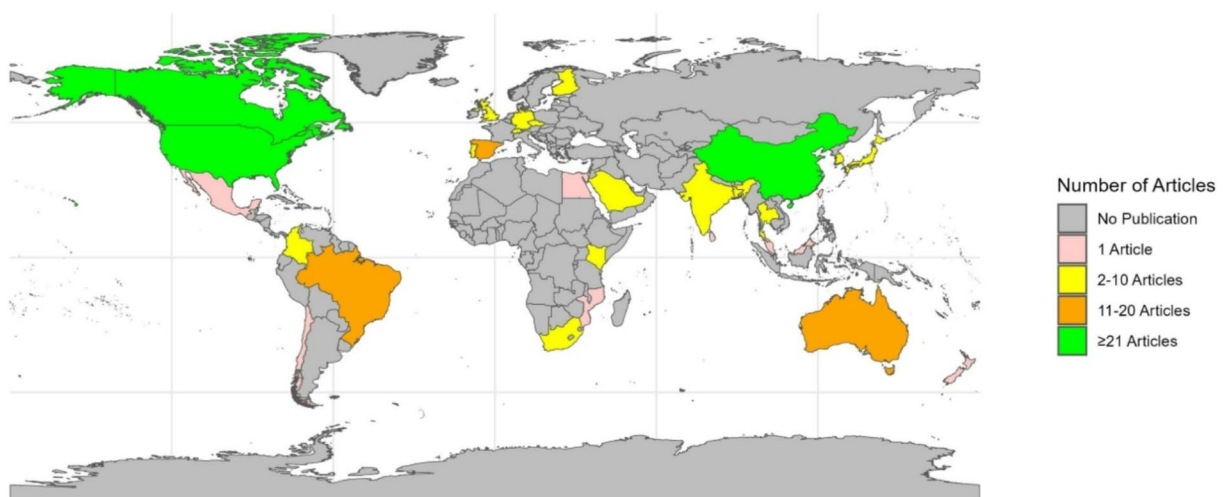 Number of Articles
No Publication
1 Article
2-10 Articles
11-20 Articles
≥21 Articles